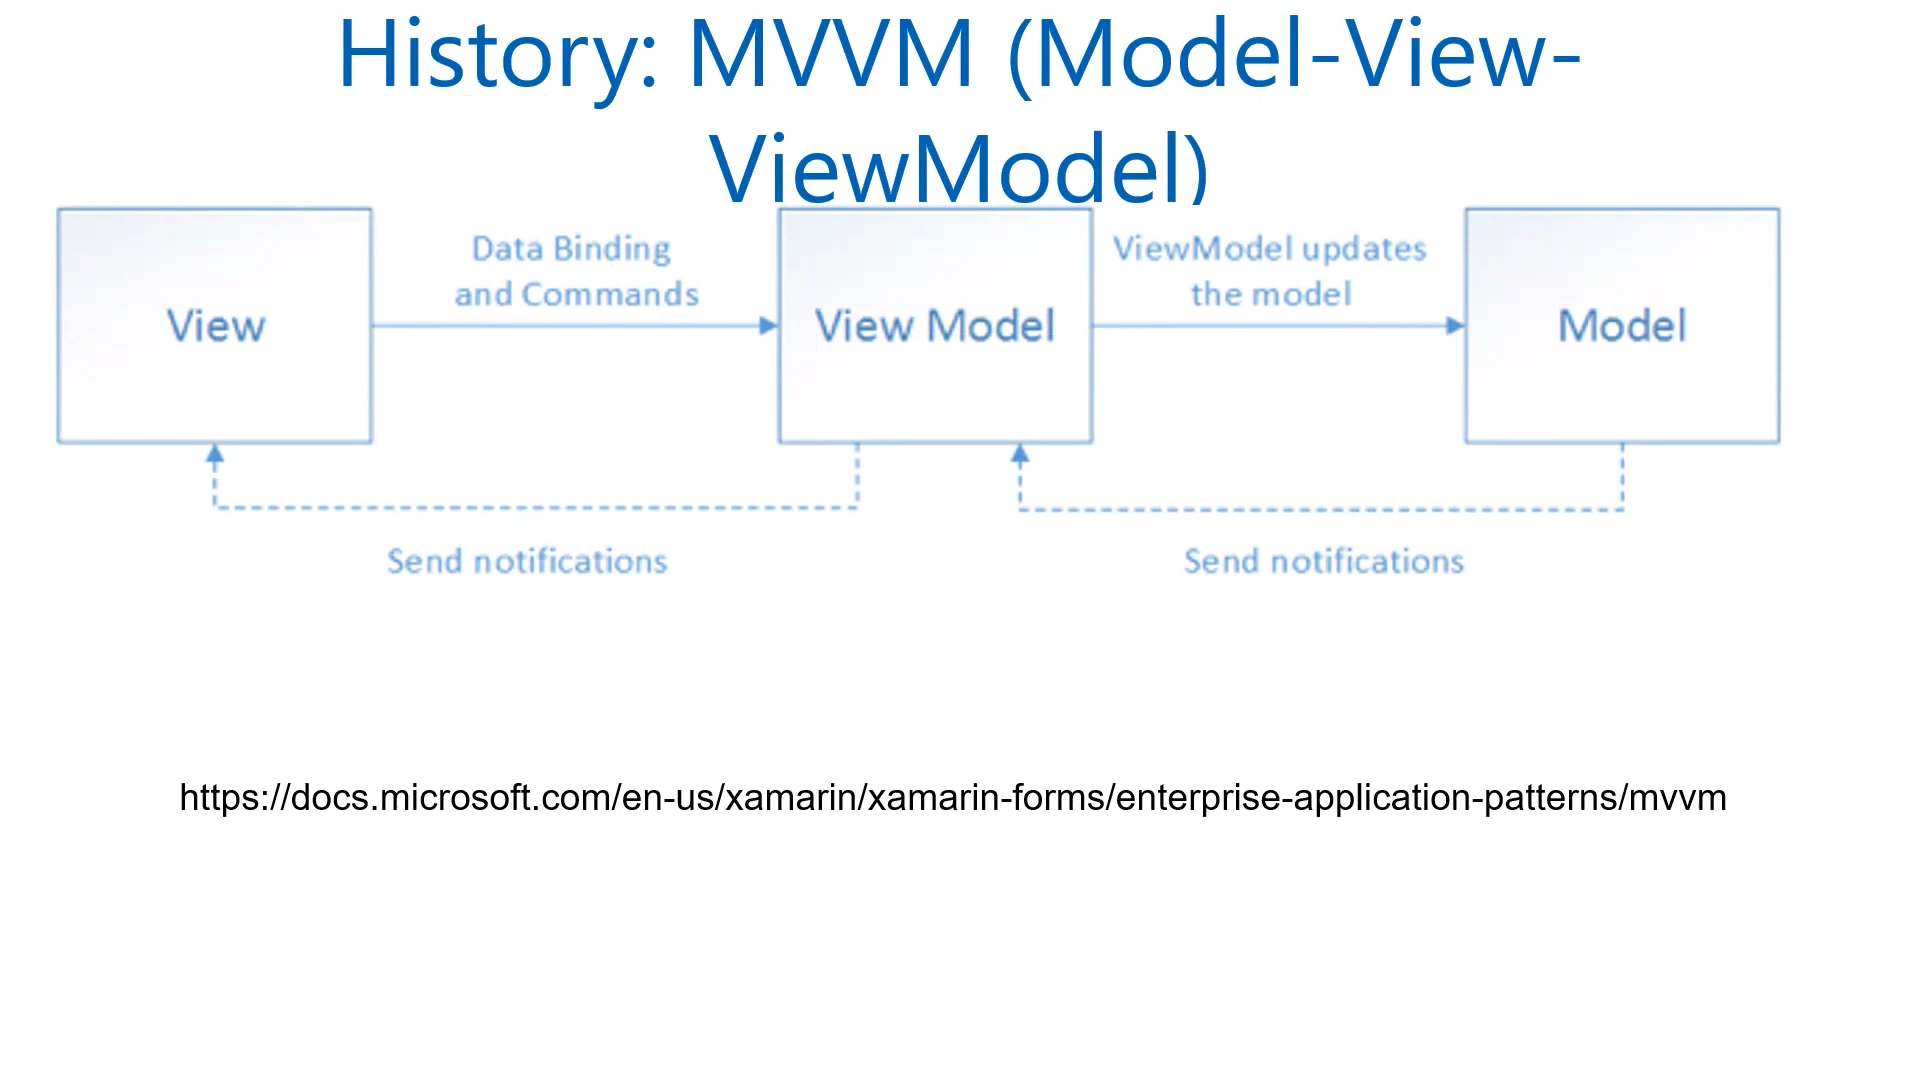 History: MVVM (Model-View-
ViewModel)
Data Binding
and Commands
ViewModel updates
the model
View
View Model
Model
Send notifications
Send notifications
https://docs.microsoft.com/en-us/xamarin/xamarin-forms/enterprise-application-patterns/mvvm